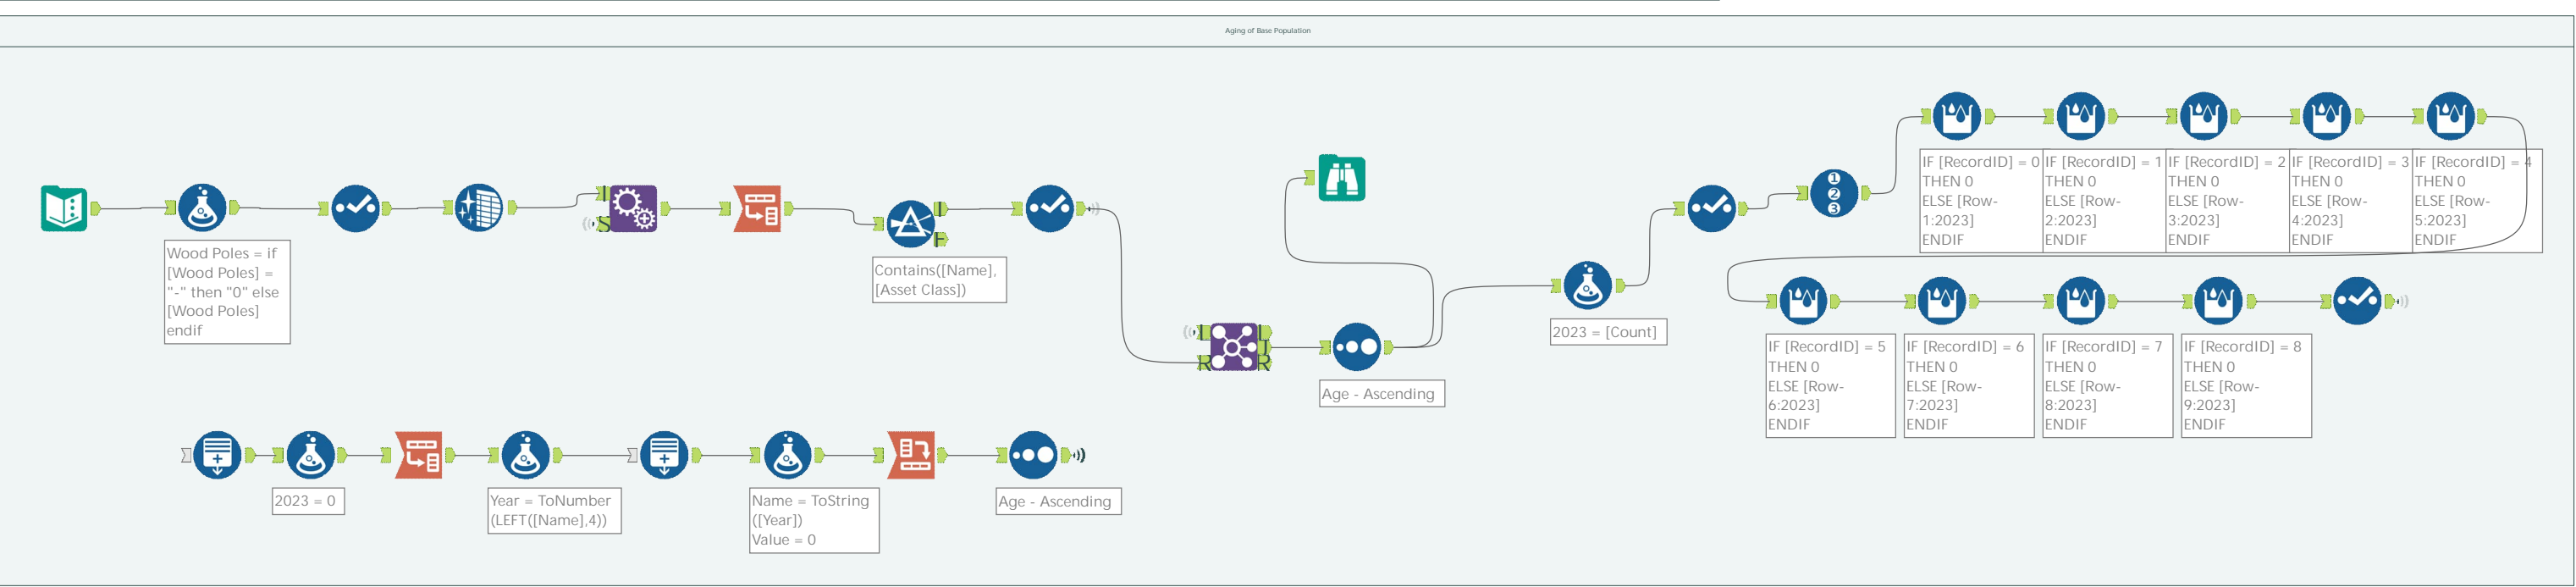 Aging of Base Population
Wood Poles = if
[Wood Poles] =
"-" then "0" else
[Wood Poles]
endif
I
S
T
F
Contains([Name],
[Asset Class])
L
J
R
L
R
Age - Ascending
2023 = [Count]
1
2
3
IF [RecordID] = 0
THEN 0
ELSE [Row-
1:2023]
ENDIF
IF [RecordID] = 1
THEN 0
ELSE [Row-
2:2023]
ENDIF
IF [RecordID] = 2
THEN 0
ELSE [Row-
3:2023]
ENDIF
IF [RecordID] = 3
THEN 0
ELSE [Row-
4:2023]
ENDIF
IF [RecordID] = 4
THEN 0
ELSE [Row-
5:2023]
ENDIF
IF [RecordID] = 5
THEN 0
ELSE [Row-
6:2023]
ENDIF
IF [RecordID] = 6
THEN 0
ELSE [Row-
7:2023]
ENDIF
IF [RecordID] = 7
THEN 0
ELSE [Row-
8:2023]
ENDIF
IF [RecordID] = 8
THEN 0
ELSE [Row-
9:2023]
ENDIF
2023 = 0
Year = ToNumber
(LEFT([Name],4))
Name = ToString
([Year])
Value = 0
Age - Ascending